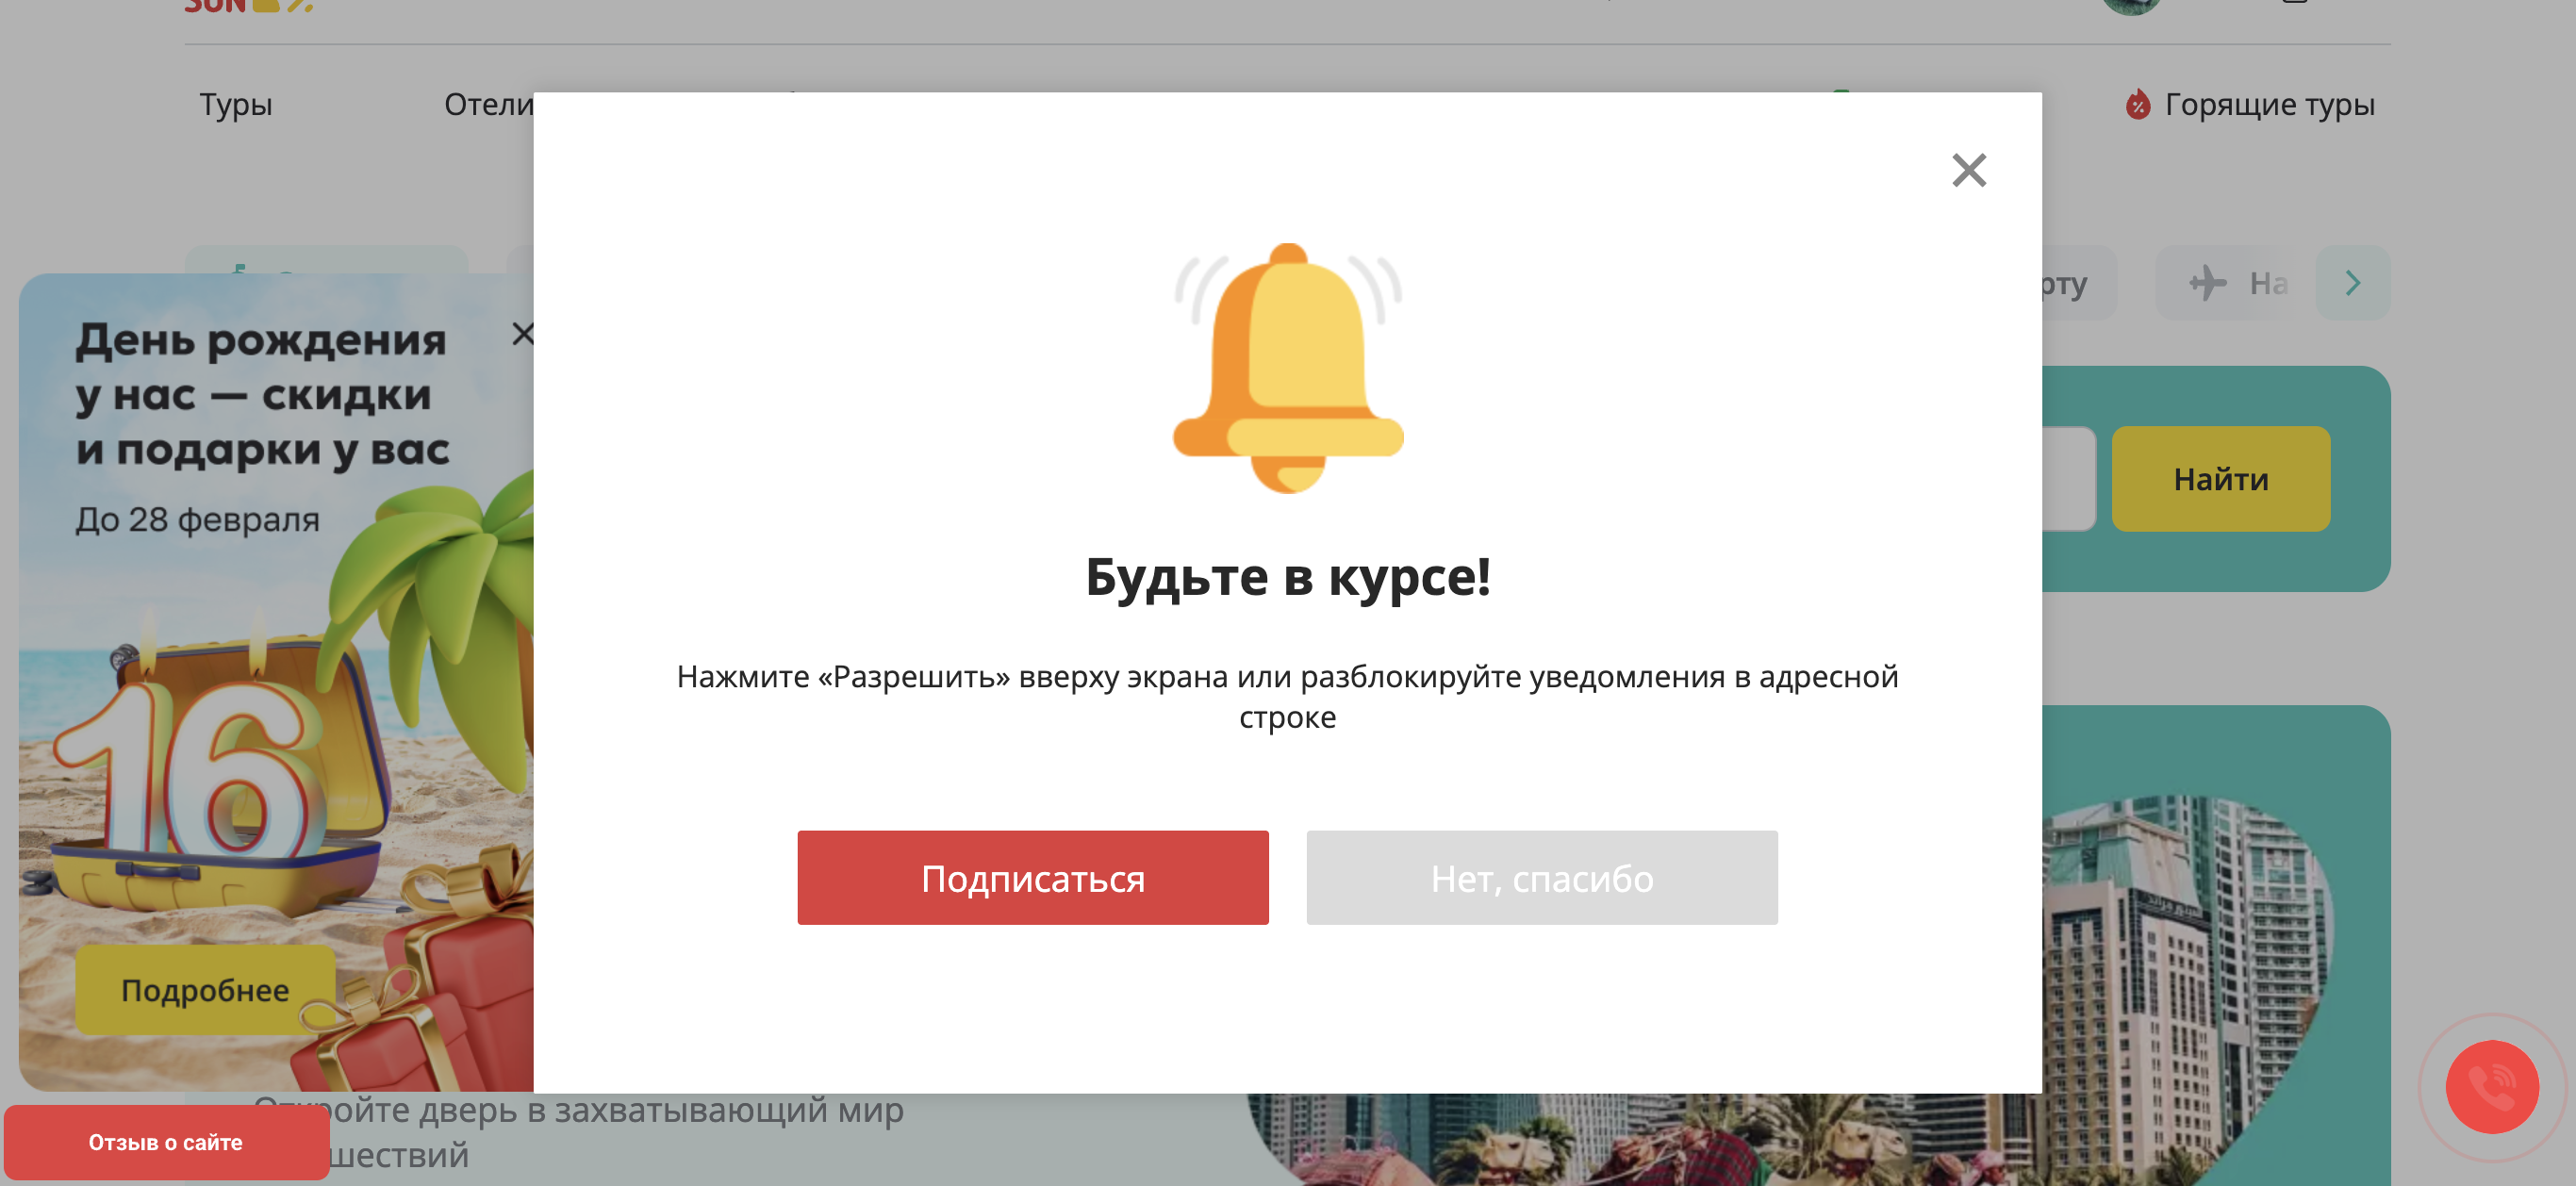 SUN
Туры
Отели
Горящие туры
рту
На
День рождения
у нас — скидки
и подарки у вас
До 28 февраля
16
Подробнее
Найти
Будьте в курсе!
Нажмите «Разрешить» вверху экрана или разблокируйте уведомления в адресной
строке
Подписаться
Нет, спасибо
ройте дверь в захватывающий мир
шествий
Отзыв о сайте